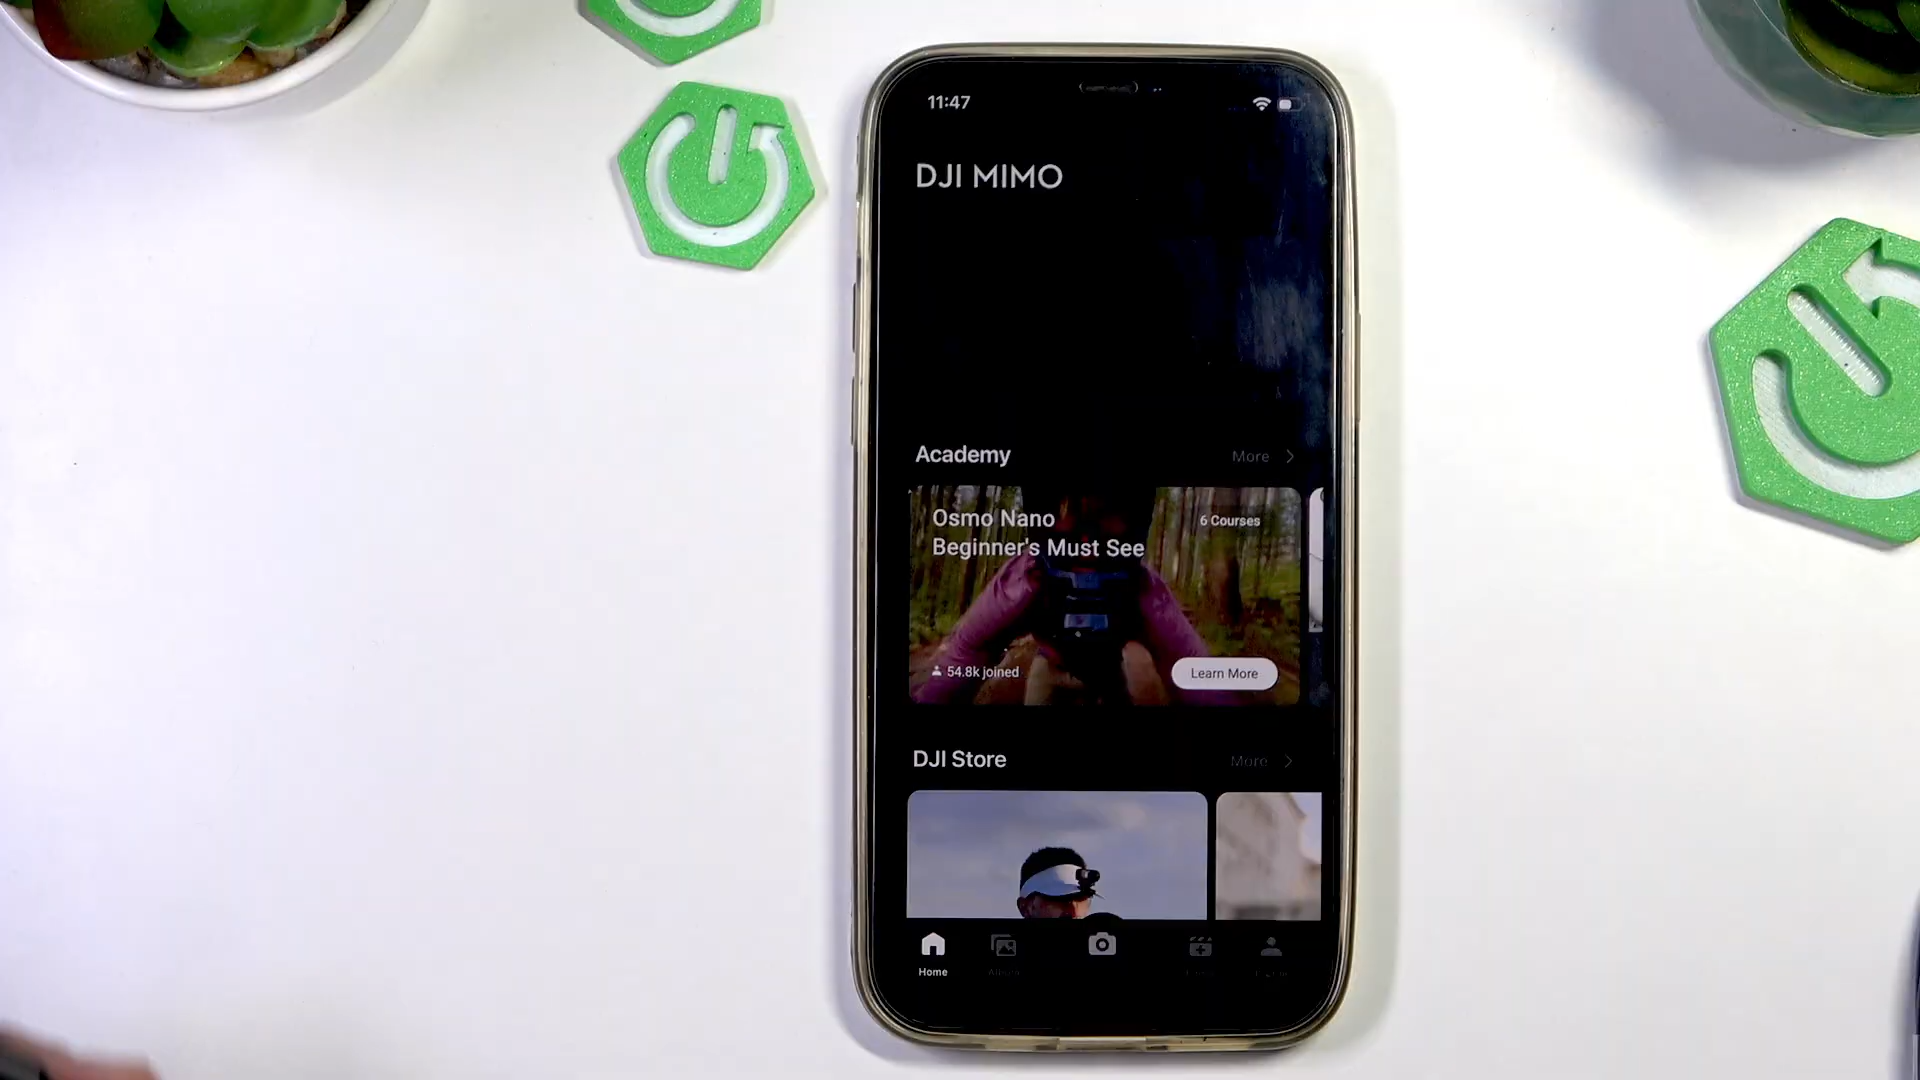 11:47
DJI MIMO
Academy
More
Osmo Nano
6 Courses
Beginner's Must See
54.8k joined
Learn More
DJI Store
More
Home
Album